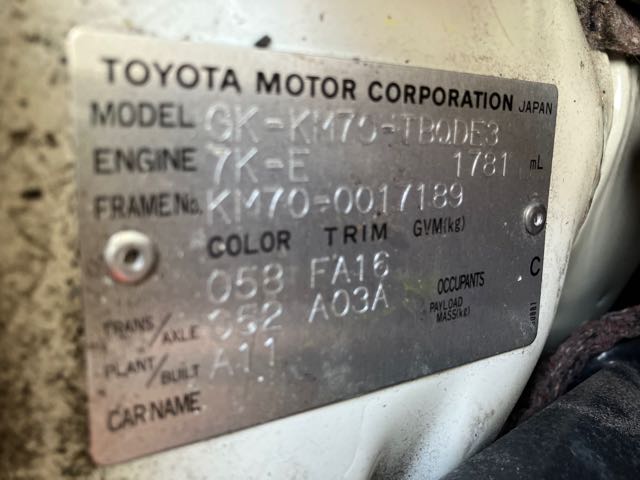 TOYOTA MOTOR CORPORATION JAPAN
MODEL GK-KM70-TBQDE3
ENGINE 7K-E 1781 mL
FRAME No. KM70-0017189
COLOR TRIM GVM(kg)
058 FA16 C
TRANS/AXLE C52 A03A OCCUPANTS
PAYLOAD MASS(kg)
PLANT/BUILT A11
CAR NAME